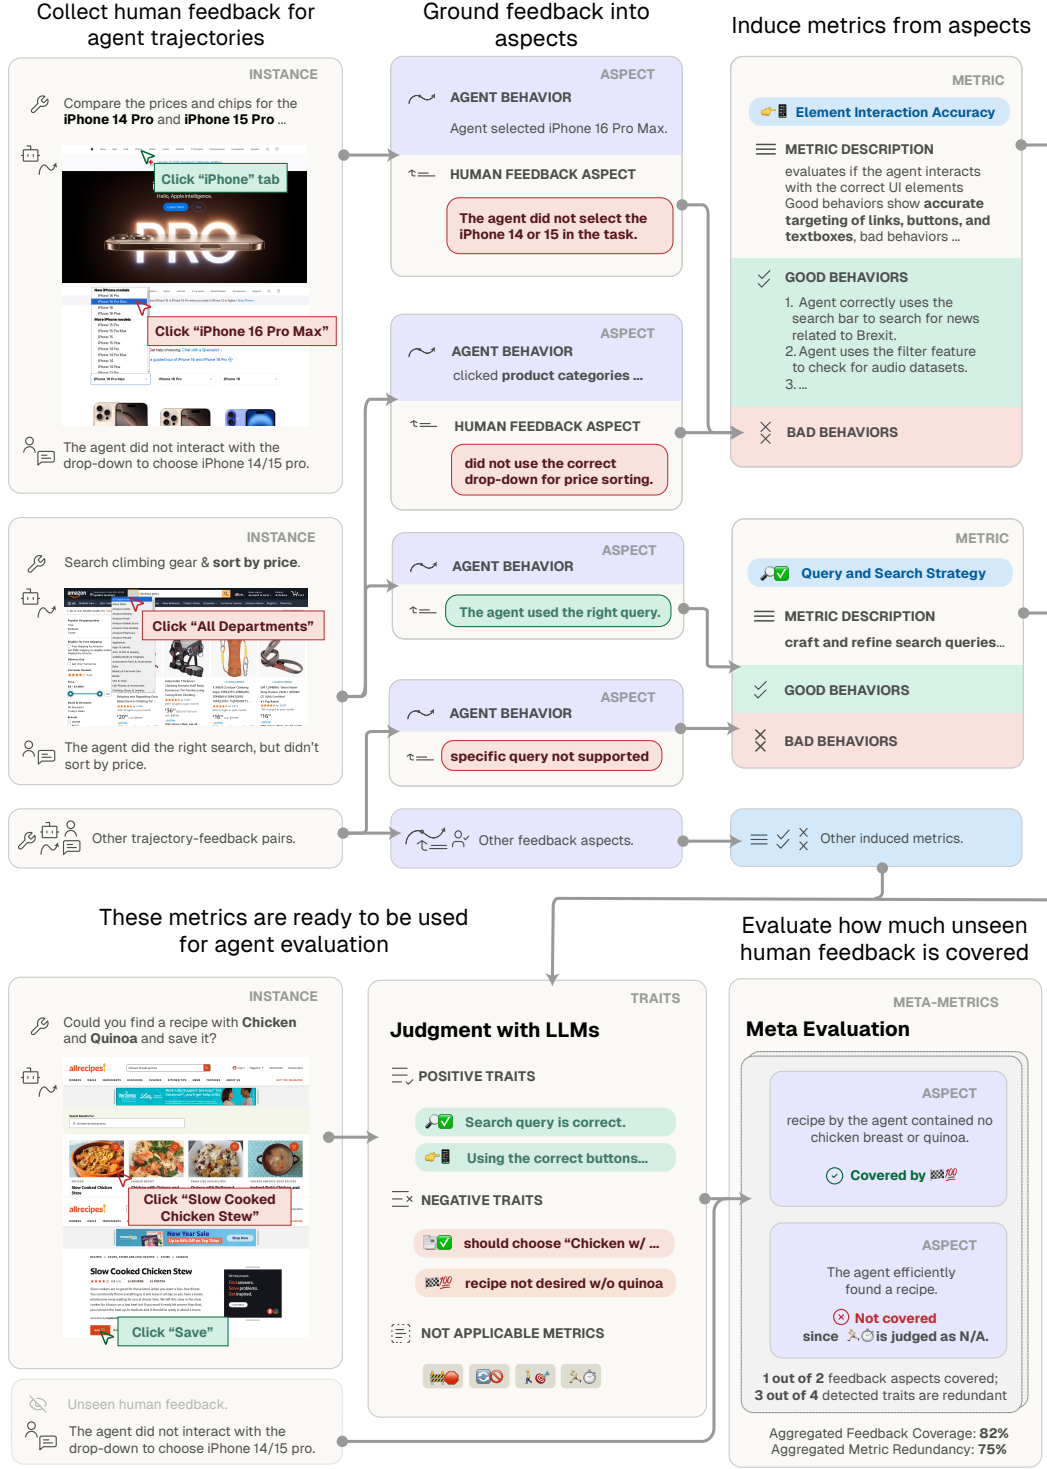 Collect human feedback for
agent trajectories
Ground feedback into
aspects
Induce metrics from aspects
INSTANCE
Compare the prices and chips for the
iPhone 14 Pro and iPhone 15 Pro ...
Click “iPhone” tab
Hello, Apple Intelligence.
PRO
Click “iPhone 16 Pro Max”
The agent did not interact with the
drop-down to choose iPhone 14/15 pro.
INSTANCE
Search climbing gear & sort by price.
amazon
Click “All Departments”
The agent did the right search, but didn’t
sort by price.
Other trajectory-feedback pairs.
ASPECT
AGENT BEHAVIOR
Agent selected iPhone 16 Pro Max.
HUMAN FEEDBACK ASPECT
The agent did not select the
iPhone 14 or 15 in the task.
ASPECT
AGENT BEHAVIOR
clicked product categories ...
HUMAN FEEDBACK ASPECT
did not use the correct
drop-down for price sorting.
ASPECT
AGENT BEHAVIOR
The agent used the right query.
ASPECT
AGENT BEHAVIOR
specific query not supported
Other feedback aspects.
METRIC
Element Interaction Accuracy
METRIC DESCRIPTION
evaluates if the agent interacts
with the correct UI elements
Good behaviors show accurate
targeting of links, buttons, and
textboxes, bad behaviors ...
GOOD BEHAVIORS
1. Agent correctly uses the
search bar to search for news
related to Brexit.
2. Agent uses the filter feature
to check for audio datasets.
3. ...
BAD BEHAVIORS
METRIC
Query and Search Strategy
METRIC DESCRIPTION
craft and refine search queries...
GOOD BEHAVIORS
BAD BEHAVIORS
Other induced metrics.
These metrics are ready to be used
for agent evaluation
Evaluate how much unseen
human feedback is covered
INSTANCE
Could you find a recipe with Chicken
and Quinoa and save it?
allrecipes
Click “Slow Cooked
Chicken Stew”
allrecipes
New Year Sale
Slow Cooked Chicken Stew
Click “Save”
Unseen human feedback.
The agent did not interact with the
drop-down to choose iPhone 14/15 pro.
TRAITS
Judgment with LLMs
POSITIVE TRAITS
Search query is correct.
Using the correct buttons...
NEGATIVE TRAITS
should choose “Chicken w/ ...
recipe not desired w/o quinoa
NOT APPLICABLE METRICS
META-METRICS
Meta Evaluation
ASPECT
recipe by the agent contained no
chicken breast or quinoa.
Covered by
ASPECT
The agent efficiently
found a recipe.
Not covered
since is judged as N/A.
1 out of 2 feedback aspects covered;
3 out of 4 detected traits are redundant
Aggregated Feedback Coverage: 82%
Aggregated Metric Redundancy: 75%